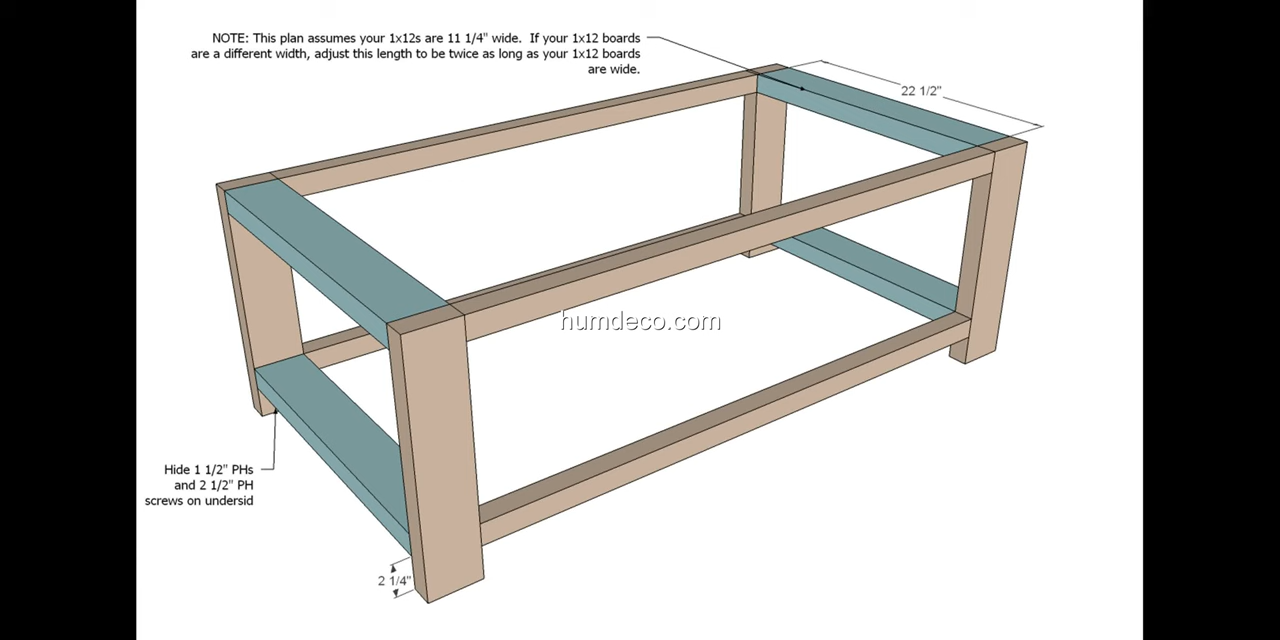 NOTE: This plan assumes your 1x12s are 11 1/4" wide. If your 1x12 boards
are a different width, adjust this length to be twice as long as your 1x12 boards
are wide.
22 1/2"
humdeco.com
Hide 1 1/2" PHs
and 2 1/2" PH
screws on undersid
2 1/4"